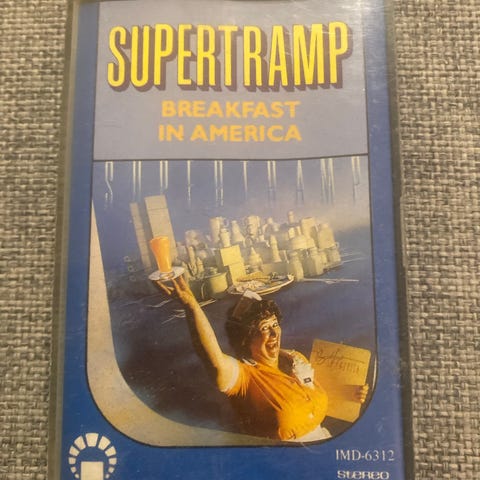 SUPERTRAMP
BREAKFAST
IN AMERICA
SUPERTRAMP
IMD-6312
STEREO